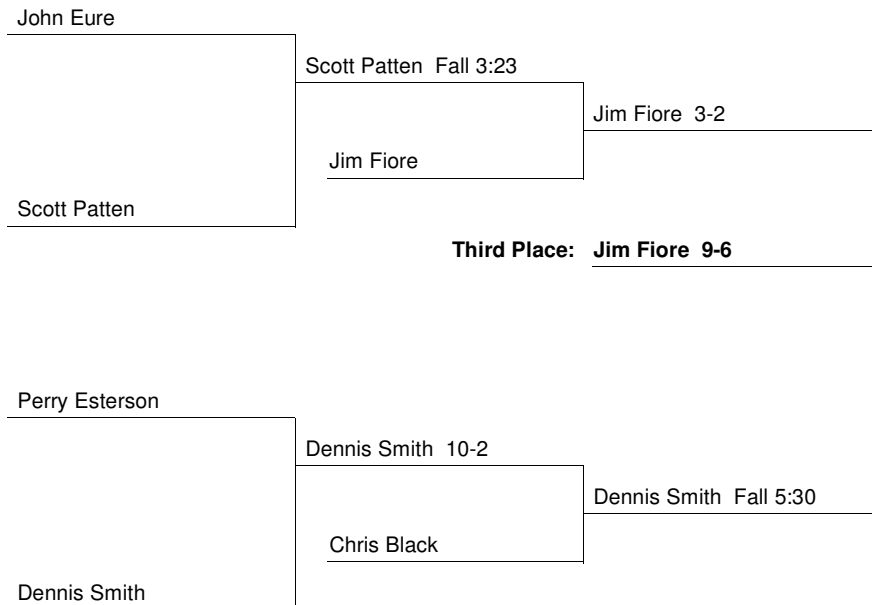 John Eure
Scott Patten Fall 3:23
Jim Fiore 3-2
Jim Fiore
Scott Patten
Third Place: Jim Fiore 9-6
Perry Esterson
Dennis Smith 10-2
Dennis Smith Fall 5:30
Chris Black
Dennis Smith